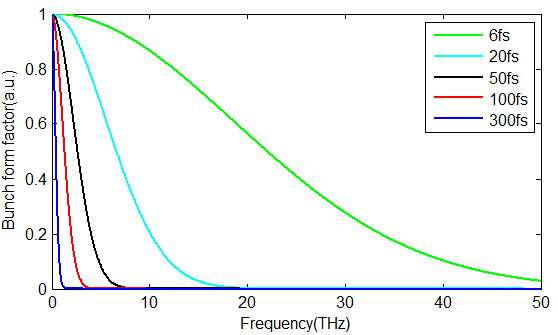 1
0.8
0.6
0.4
0.2
0
Bunch form factor(a.u.)
6fs
20fs
50fs
100fs
300fs
0 10 20 30 40 50
Frequency(THz)